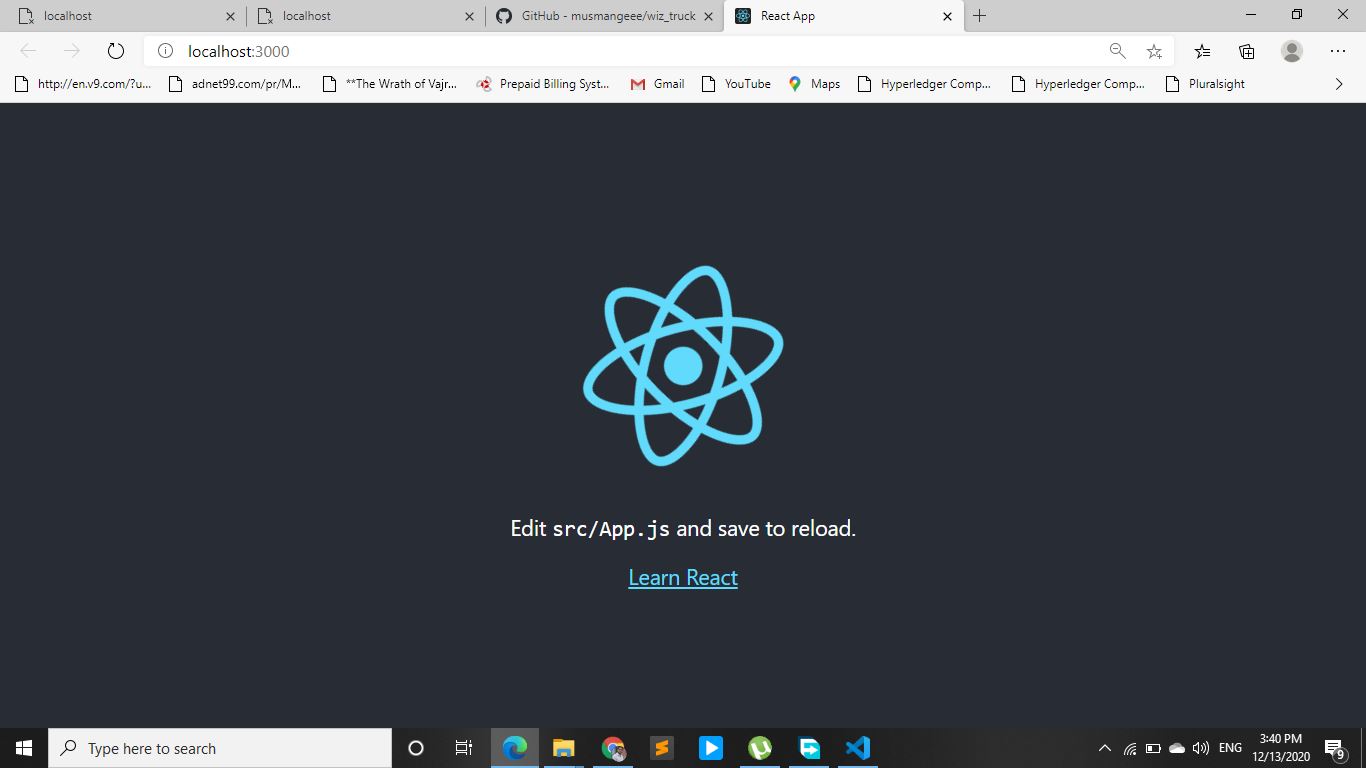 localhost
localhost
GitHub - musmangeee/wiz_truck
React App
localhost:3000
http://en.v9.com/?u...
adnet99.com/pr/M...
**The Wrath of Vajr...
Prepaid Billing Syst...
Gmail
YouTube
Maps
Hyperledger Comp...
Hyperledger Comp...
Pluralsight
Edit src/App.js and save to reload.
Learn React
Type here to search
ENG
3:40 PM
12/13/2020
9